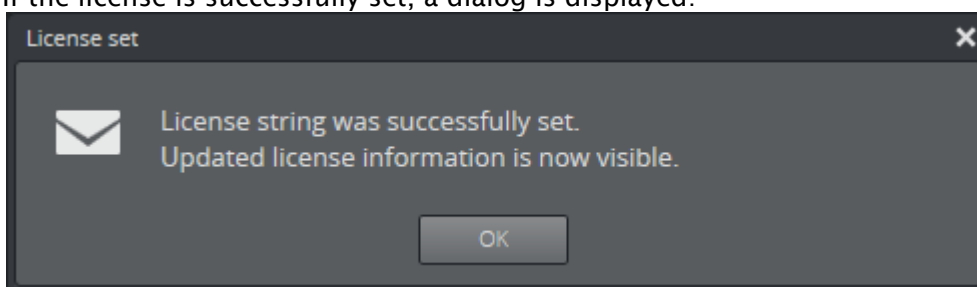 If the license is successfully set, a dialog is displayed:
License set
License string was successfully set.
Updated license information is now visible.
OK